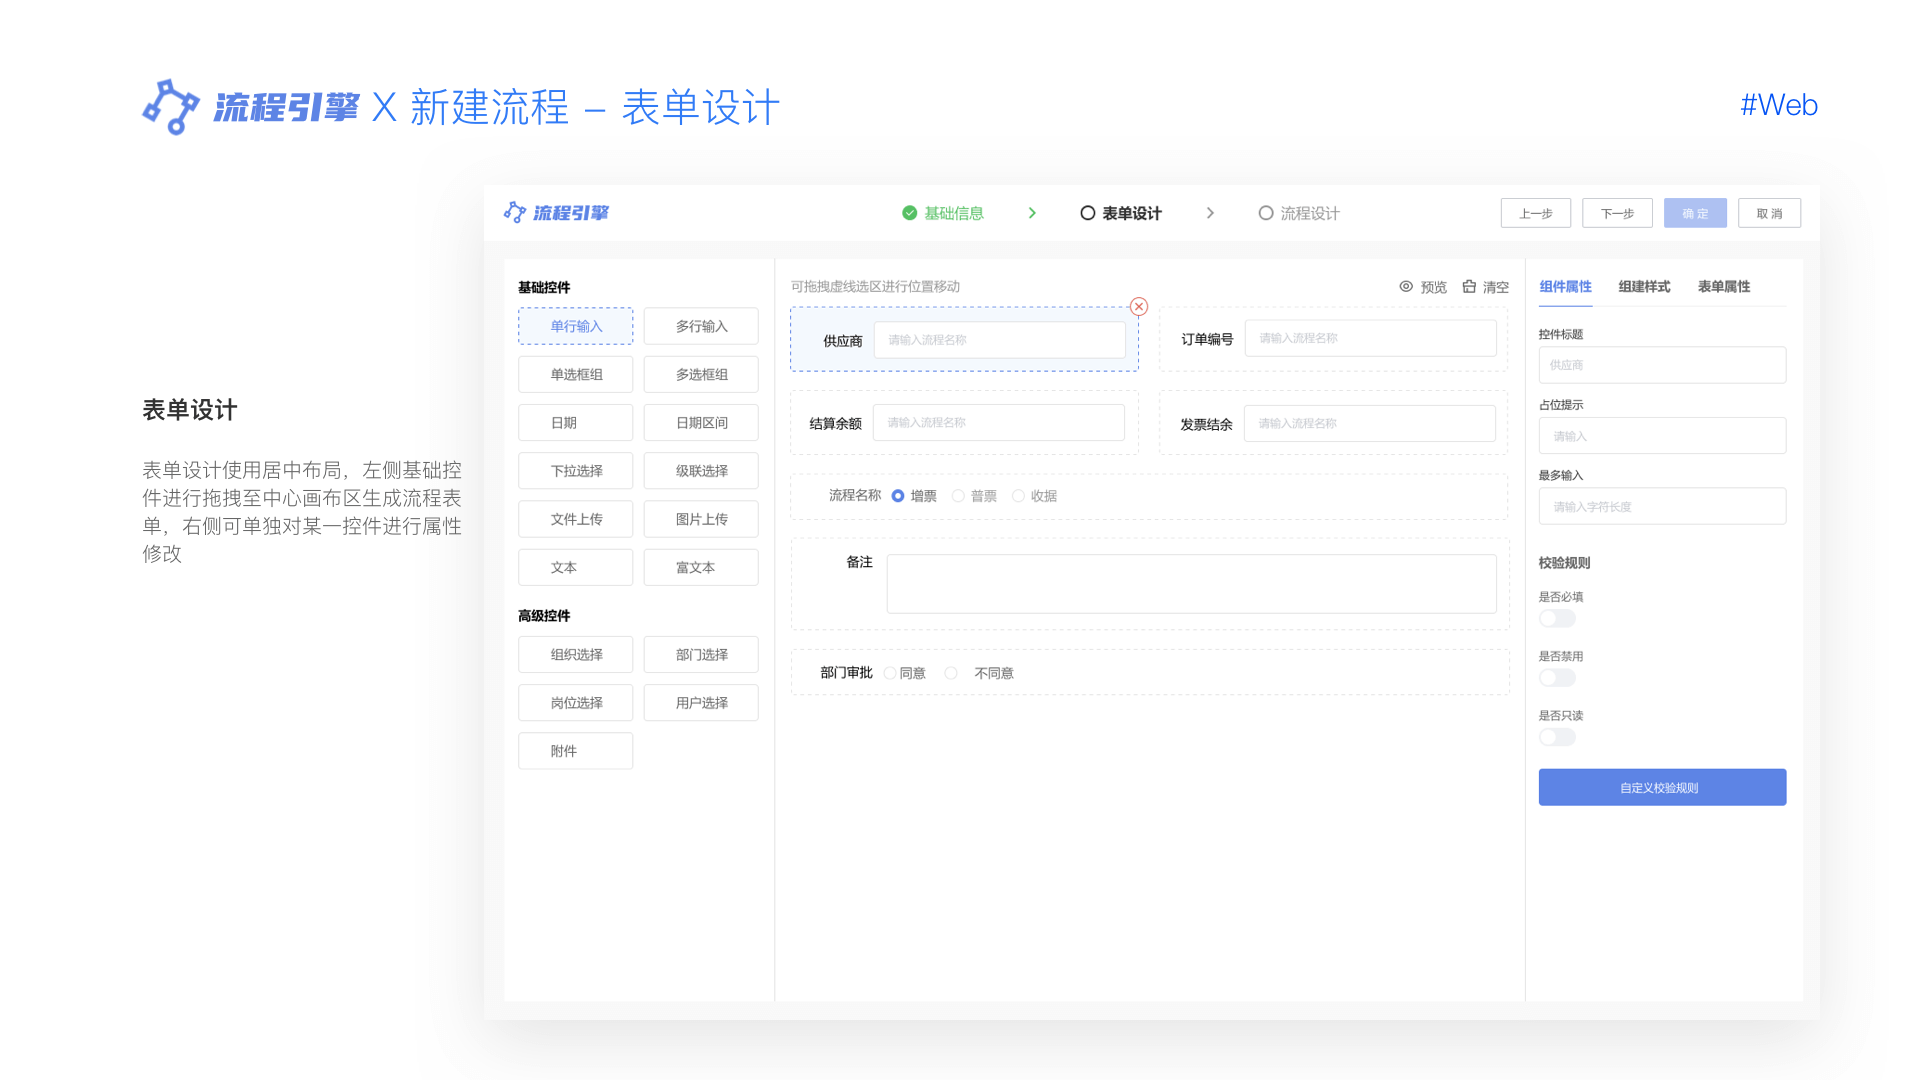 流程引擎 X 新建流程 – 表单设计
#Web
表单设计
表单设计使用居中布局，左侧基础控
件进行拖拽至中心画布区生成流程表
单，右侧可单独对某一控件进行属性
修改
流程引擎
基础信息
表单设计
流程设计
上一步
下一步
确 定
取 消
基础控件
单行输入
多行输入
单选框组
多选框组
日期
日期区间
下拉选择
级联选择
文件上传
图片上传
文本
富文本
高级控件
组织选择
部门选择
岗位选择
用户选择
附件
可拖拽虚线选区进行位置移动
预览
清空
供应商
请输入流程名称
订单编号
请输入流程名称
结算余额
请输入流程名称
发票结余
请输入流程名称
流程名称
增票
普票
收据
备注
部门审批
同意
不同意
组件属性
组建样式
表单属性
控件标题
供应商
占位提示
请输入
最多输入
请输入字符长度
校验规则
是否必填
是否禁用
是否只读
自定义校验规则